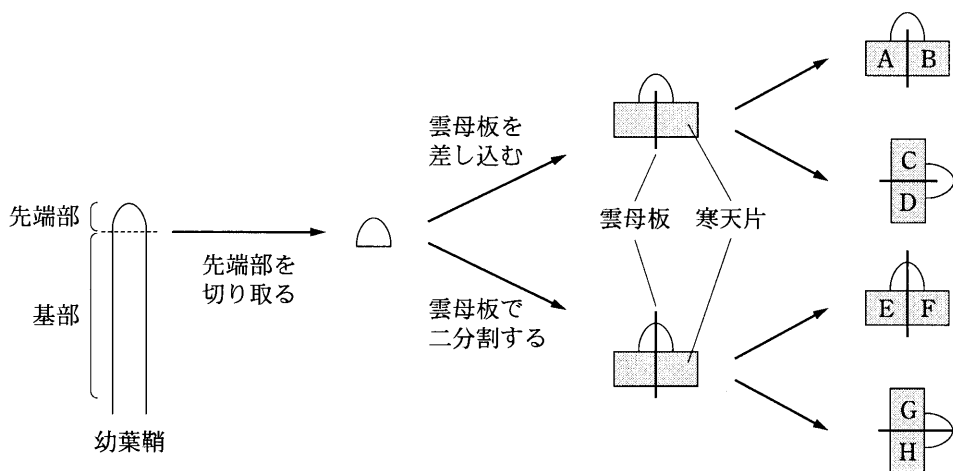 先端部
基部
幼葉鞘
先端部を
切り取る
雲母板を
差し込む
雲母板で
二分割する
雲母板
寒天片
A B
C
D
E F
G
H